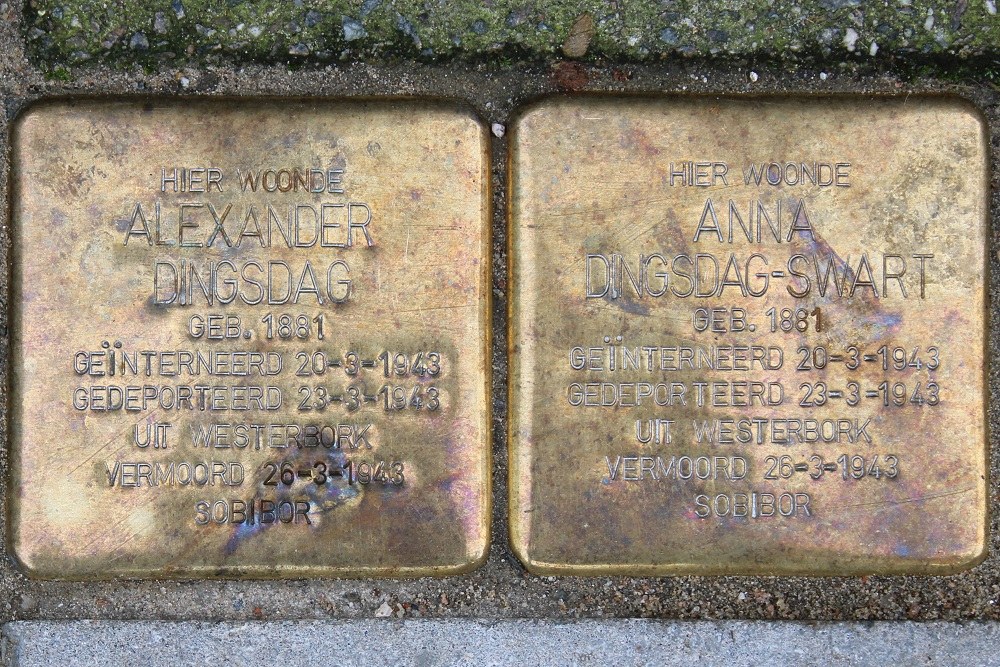 HIER WOONDE
ALEXANDER
DINGSDAG
GEB. 1881
GEÏNTERNEERD 20-3-1943
GEDEPORTEERD 23-3-1943
UIT WESTERBORK
VERMOORD 26-3-1943
SOBIBOR
HIER WOONDE
ANNA
DINGSDAG-SWART
GEB. 1881
GEÏNTERNEERD 20-3-1943
GEDEPORTEERD 23-3-1943
UIT WESTERBORK
VERMOORD 26-3-1943
SOBIBOR